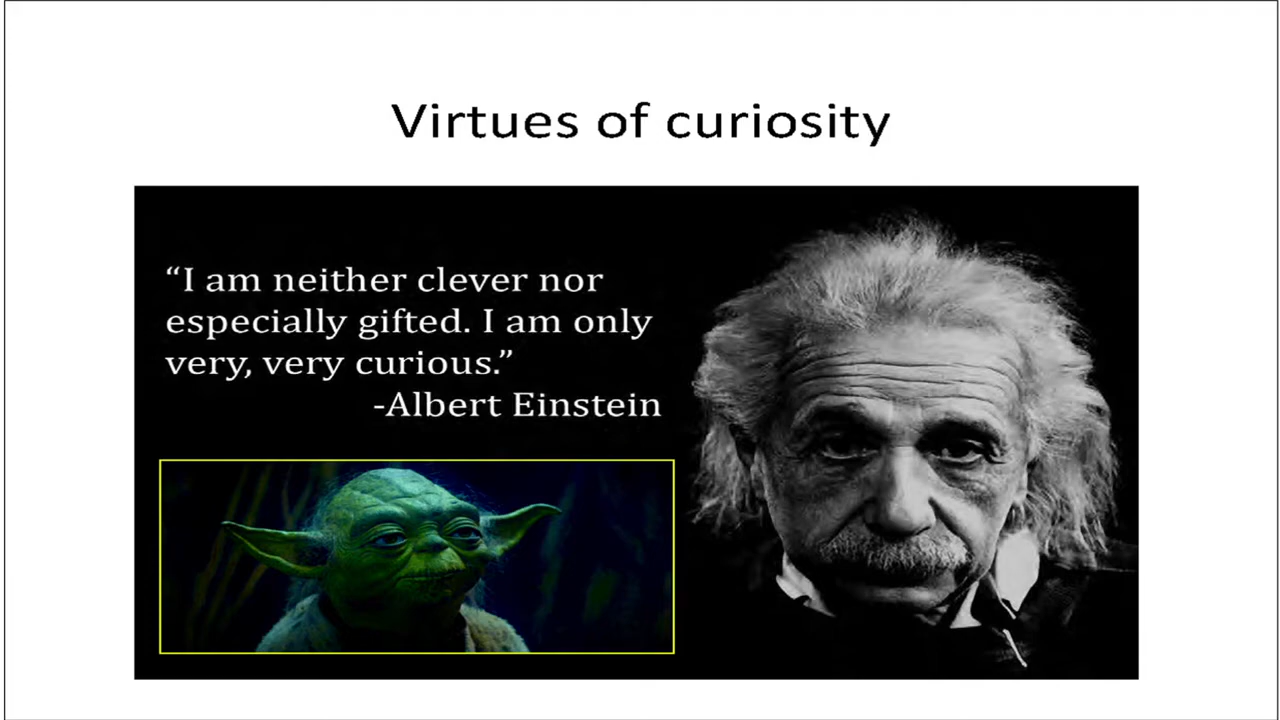 Virtues of curiosity
“I am neither clever nor
especially gifted. I am only
very, very curious.”
-Albert Einstein